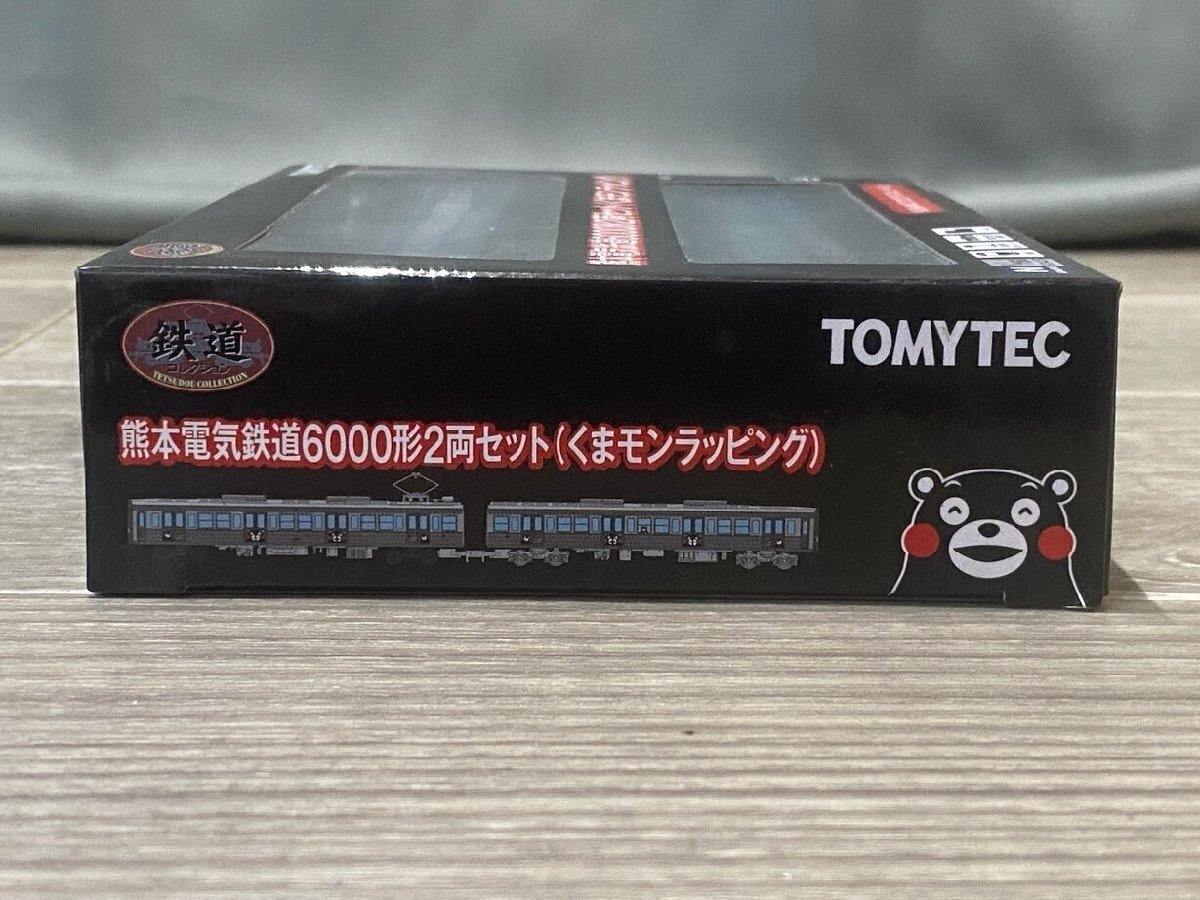 鉄道
コレクション
TETSUDOU COLLECTION
TOMYTEC
熊本電気鉄道6000形2両セット(くまモンラッピング)